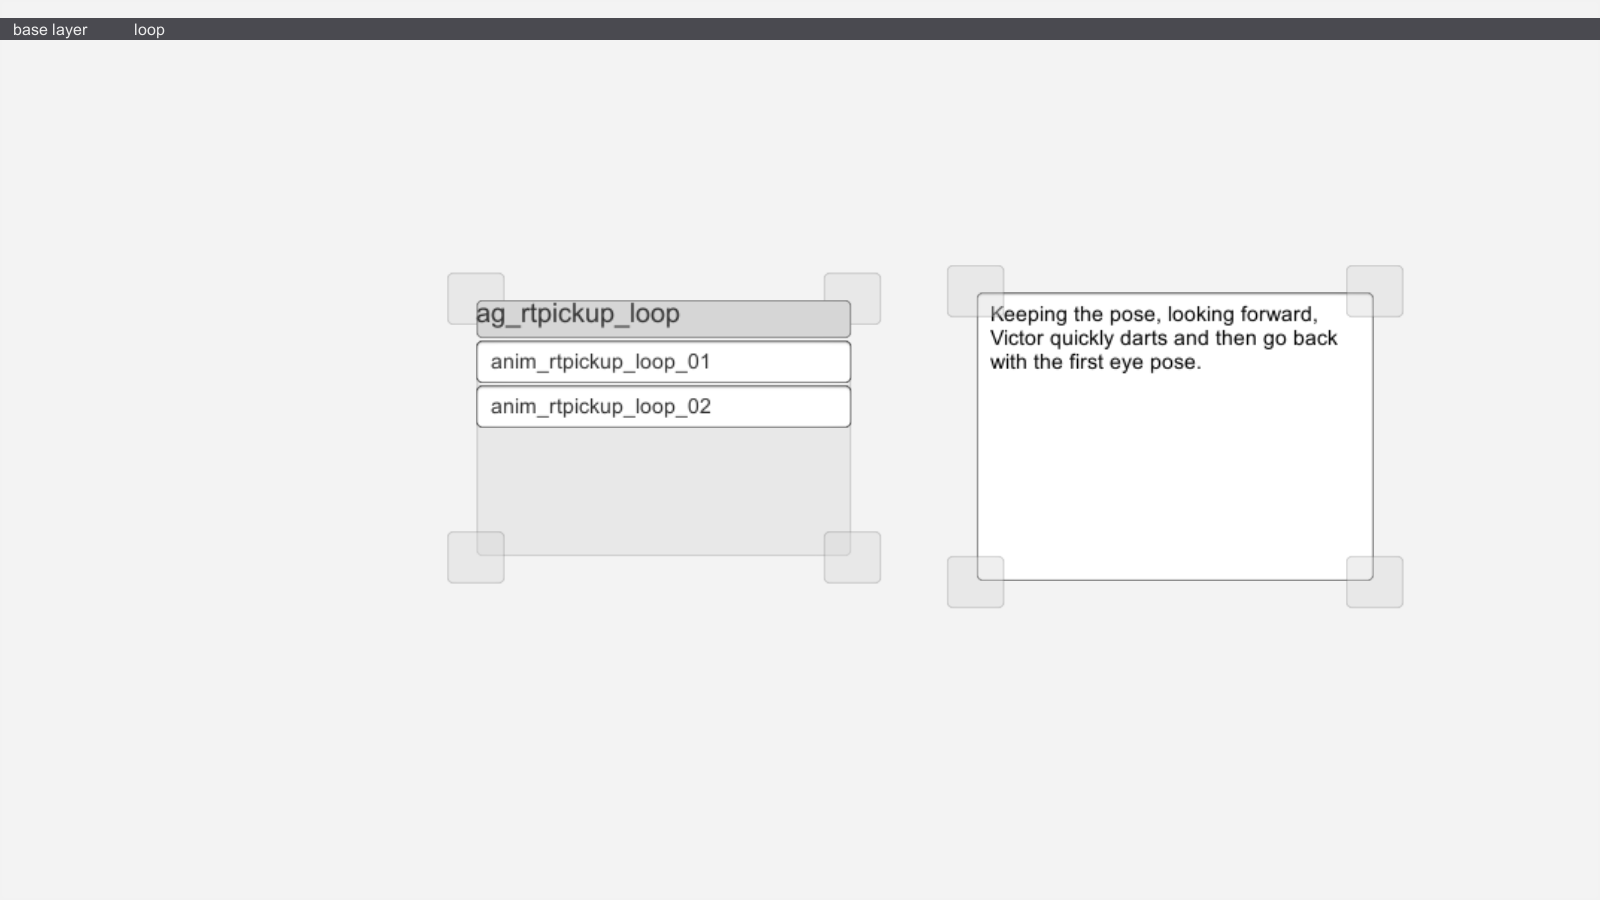 base layer loop
ag_rtpickup_loop
anim_rtpickup_loop_01
anim_rtpickup_loop_02
Keeping the pose, looking forward,
Victor quickly darts and then go back
with the first eye pose.